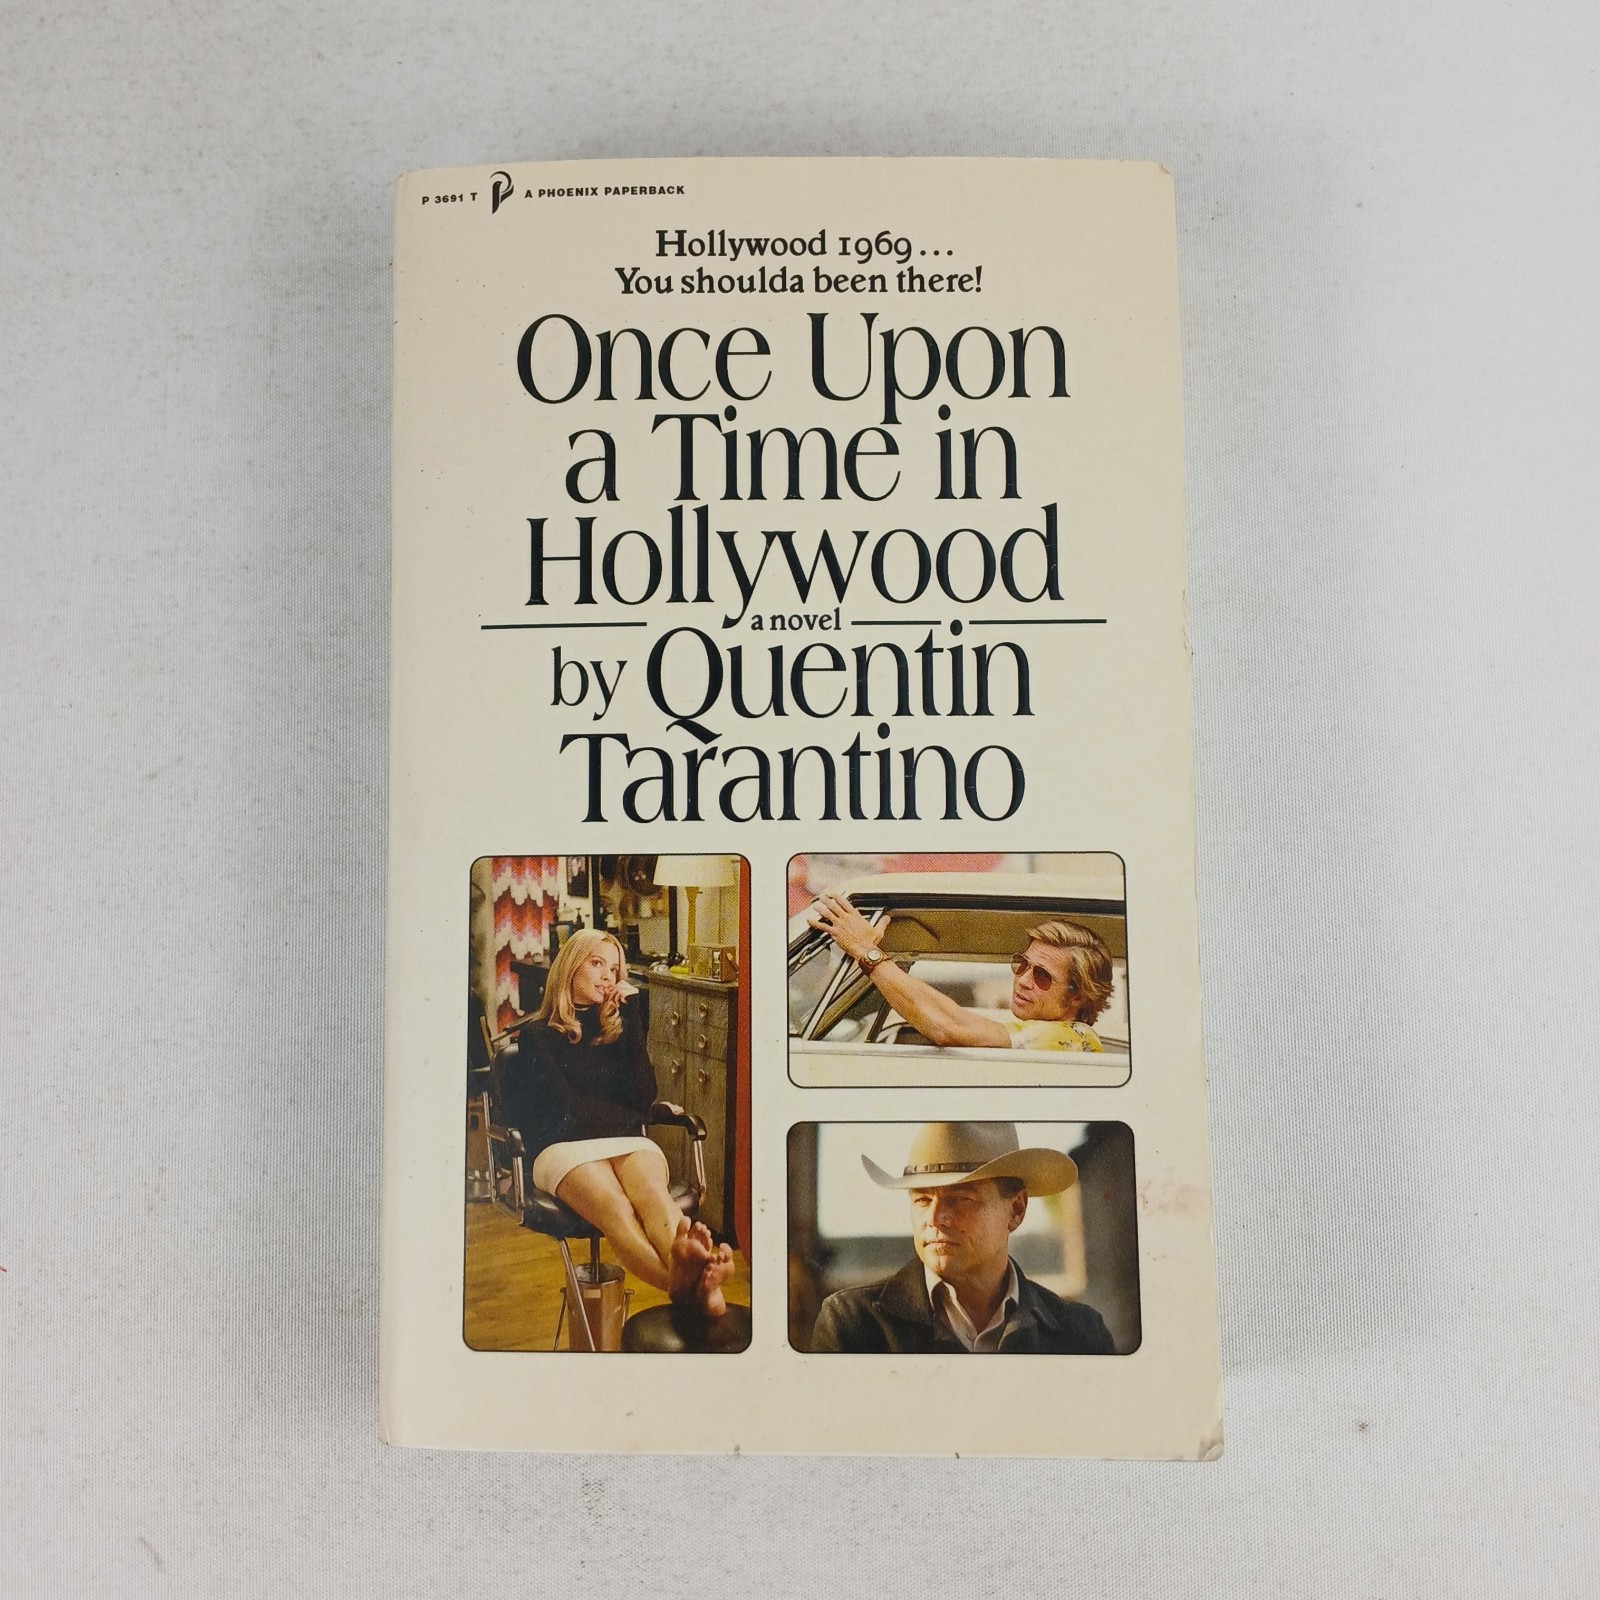 P 3691 T A PHOENIX PAPERBACK
Hollywood 1969...
You shoulda been there!
Once Upon
a Time in
Hollywood
a novel
by Quentin
Tarantino